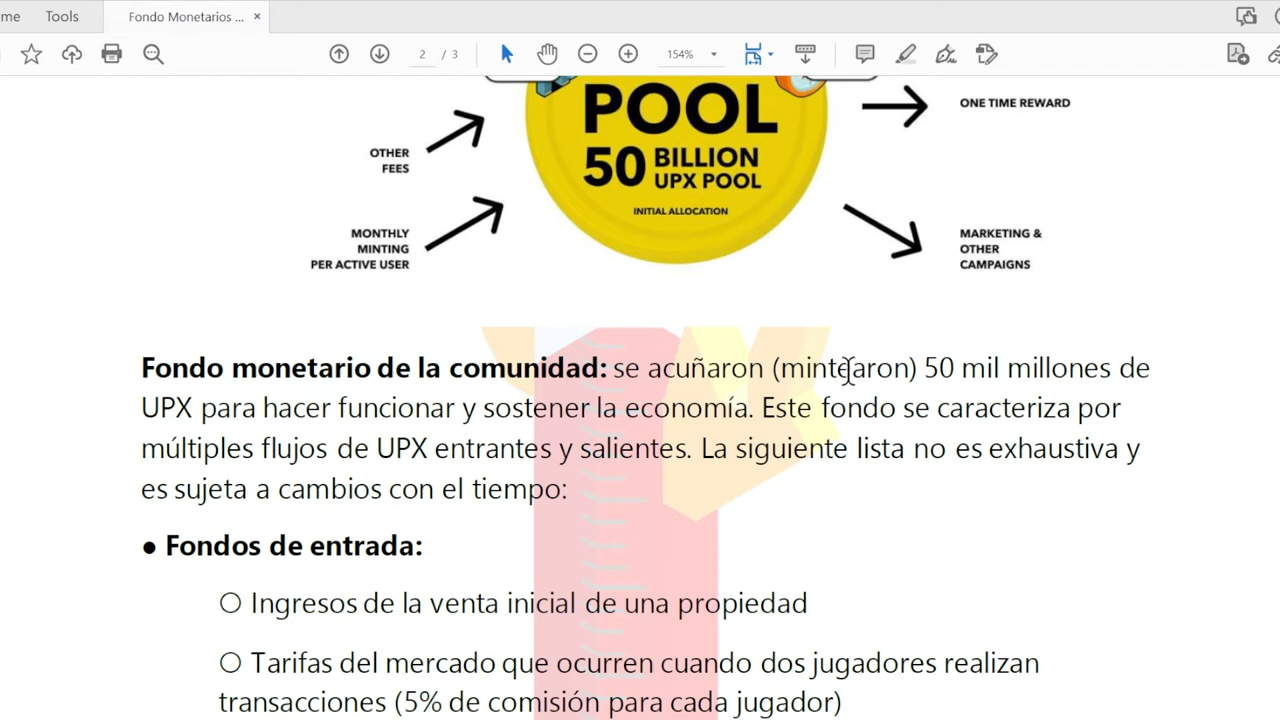 me Tools Fondo Monetarios ... ×
2 / 3 154%
POOL
50 BILLION
UPX POOL
INITIAL ALLOCATION
OTHER
FEES
MONTHLY
MINTING
PER ACTIVE USER
ONE TIME REWARD
MARKETING &
OTHER
CAMPAIGNS
Fondo monetario de la comunidad: se acuñaron (mintearon) 50 mil millones de
UPX para hacer funcionar y sostener la economía. Este fondo se caracteriza por
múltiples flujos de UPX entrantes y salientes. La siguiente lista no es exhaustiva y
es sujeta a cambios con el tiempo:
● Fondos de entrada:
○ Ingresos de la venta inicial de una propiedad
○ Tarifas del mercado que ocurren cuando dos jugadores realizan
transacciones (5% de comisión para cada jugador)